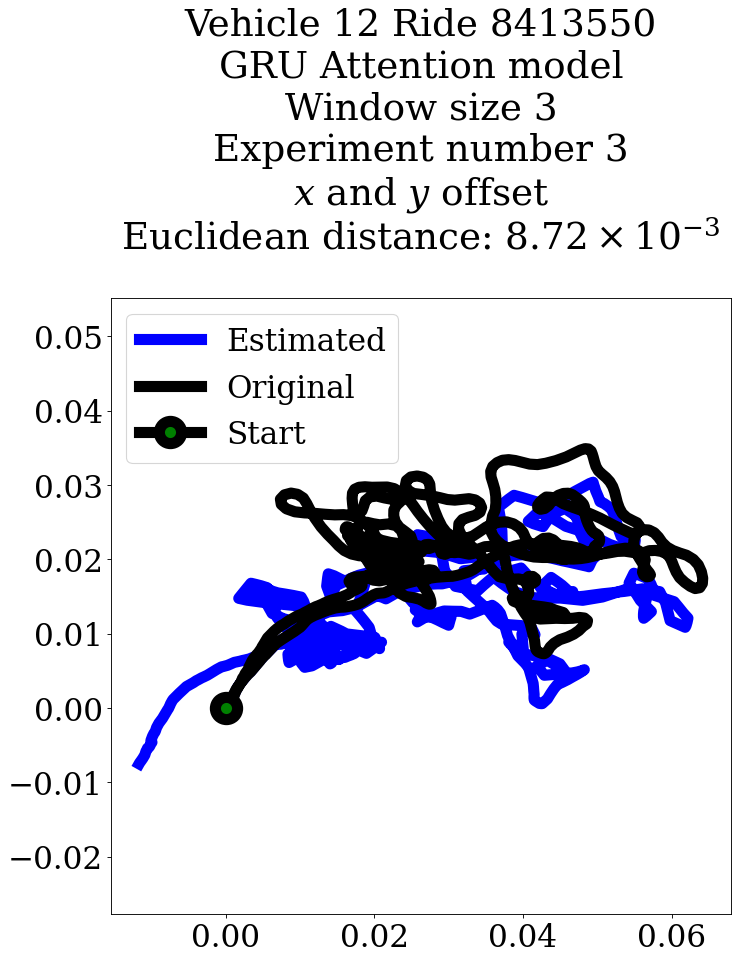 Vehicle 12 Ride 8413550
GRU Attention model
Window size 3
Experiment number 3
x and y offset
Euclidean distance: 8.72 × 10⁻³
Estimated
Original
Start
0.05
0.04
0.03
0.02
0.01
0.00
−0.01
−0.02
0.00 0.02 0.04 0.06